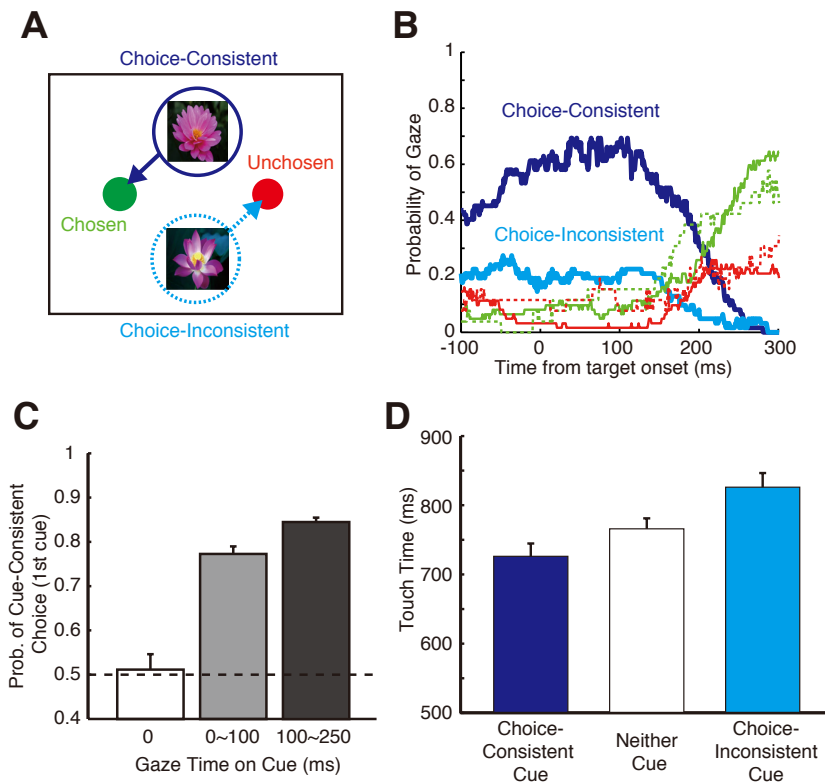 A
Choice-Consistent
Unchosen
Chosen
Choice-Inconsistent
B
Probability of Gaze
1
0.8
0.6
0.4
0.2
0
Choice-Consistent
Choice-Inconsistent
-100
0
100
200
300
Time from target onset (ms)
C
Prob. of Cue-Consistent
Choice (1st cue)
1
0.9
0.8
0.7
0.6
0.5
0.4
0
0~100
100~250
Gaze Time on Cue (ms)
D
Touch Time (ms)
900
800
700
600
500
Choice-
Consistent
Cue
Neither
Cue
Choice-
Inconsistent
Cue